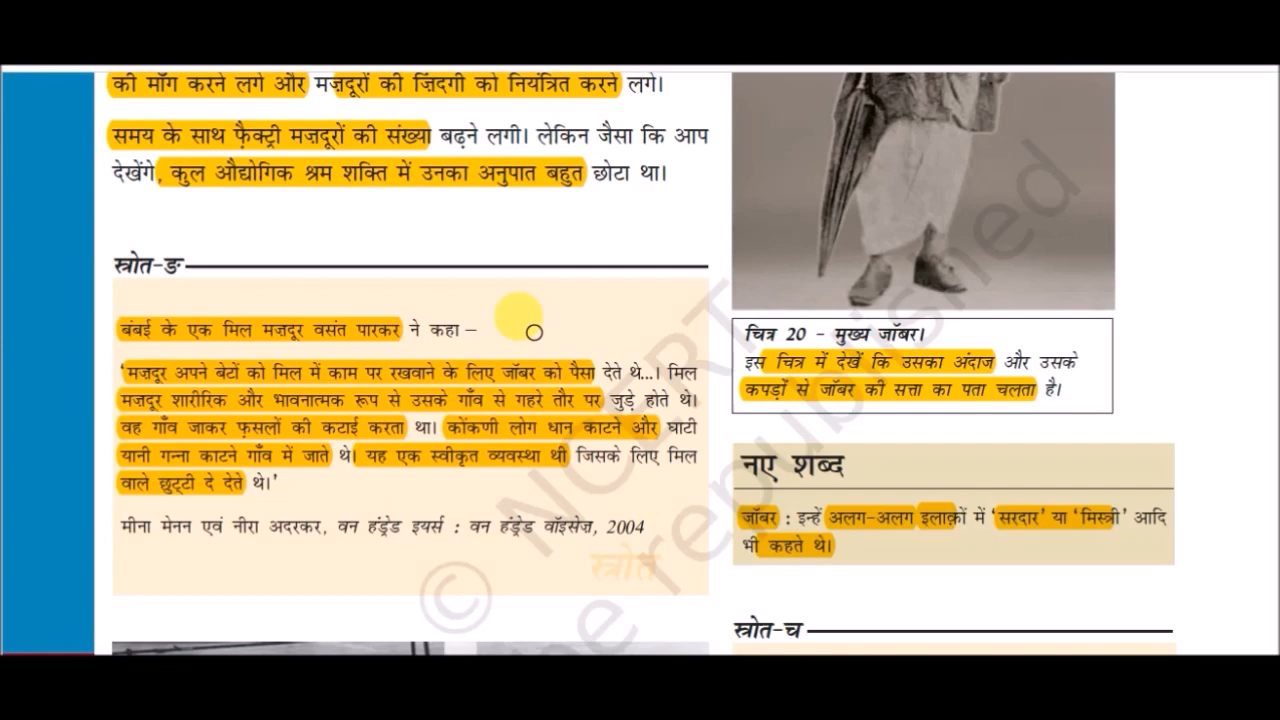 की माँग करने लगे और मज़दूरों की ज़िंदगी को नियंत्रित करने लगे।
समय के साथ फ़ैक्ट्री मज़दूरों की संख्या बढ़ने लगी। लेकिन जैसा कि आप
देखेंगे, कुल औद्योगिक श्रम शक्ति में उनका अनुपात बहुत छोटा था।
स्रोत-ङ
बंबई के एक मिल मज़दूर वसंत पारकर ने कहा –
‘मज़दूर अपने बेटों को मिल में काम पर रखवाने के लिए जॉबर को पैसा देते थे...। मिल
मज़दूर शारीरिक और भावनात्मक रूप से उसके गाँव से गहरे तौर पर जुड़े होते थे।
वह गाँव जाकर फ़सलों की कटाई करता था। कोंकणी लोग धान काटने और घाटी
यानी गन्ना काटने गाँव में जाते थे। यह एक स्वीकृत व्यवस्था थी जिसके लिए मिल
वाले छुट्टी दे देते थे।’
मीना मेनन एवं नीरा अदरकर, वन हंड्रेड इयर्स : वन हंड्रेड वॉइसेज़, 2004
स्रोत
चित्र 20 – मुख्य जॉबर।
इस चित्र में देखें कि उसका अंदाज और उसके
कपड़ों से जॉबर की सत्ता का पता चलता है।
नए शब्द
जॉबर : इन्हें अलग-अलग इलाक़ों में ‘सरदार’ या ‘मिस्त्री’ आदि
भी कहते थे।
स्रोत-च
© NCERT
be republished